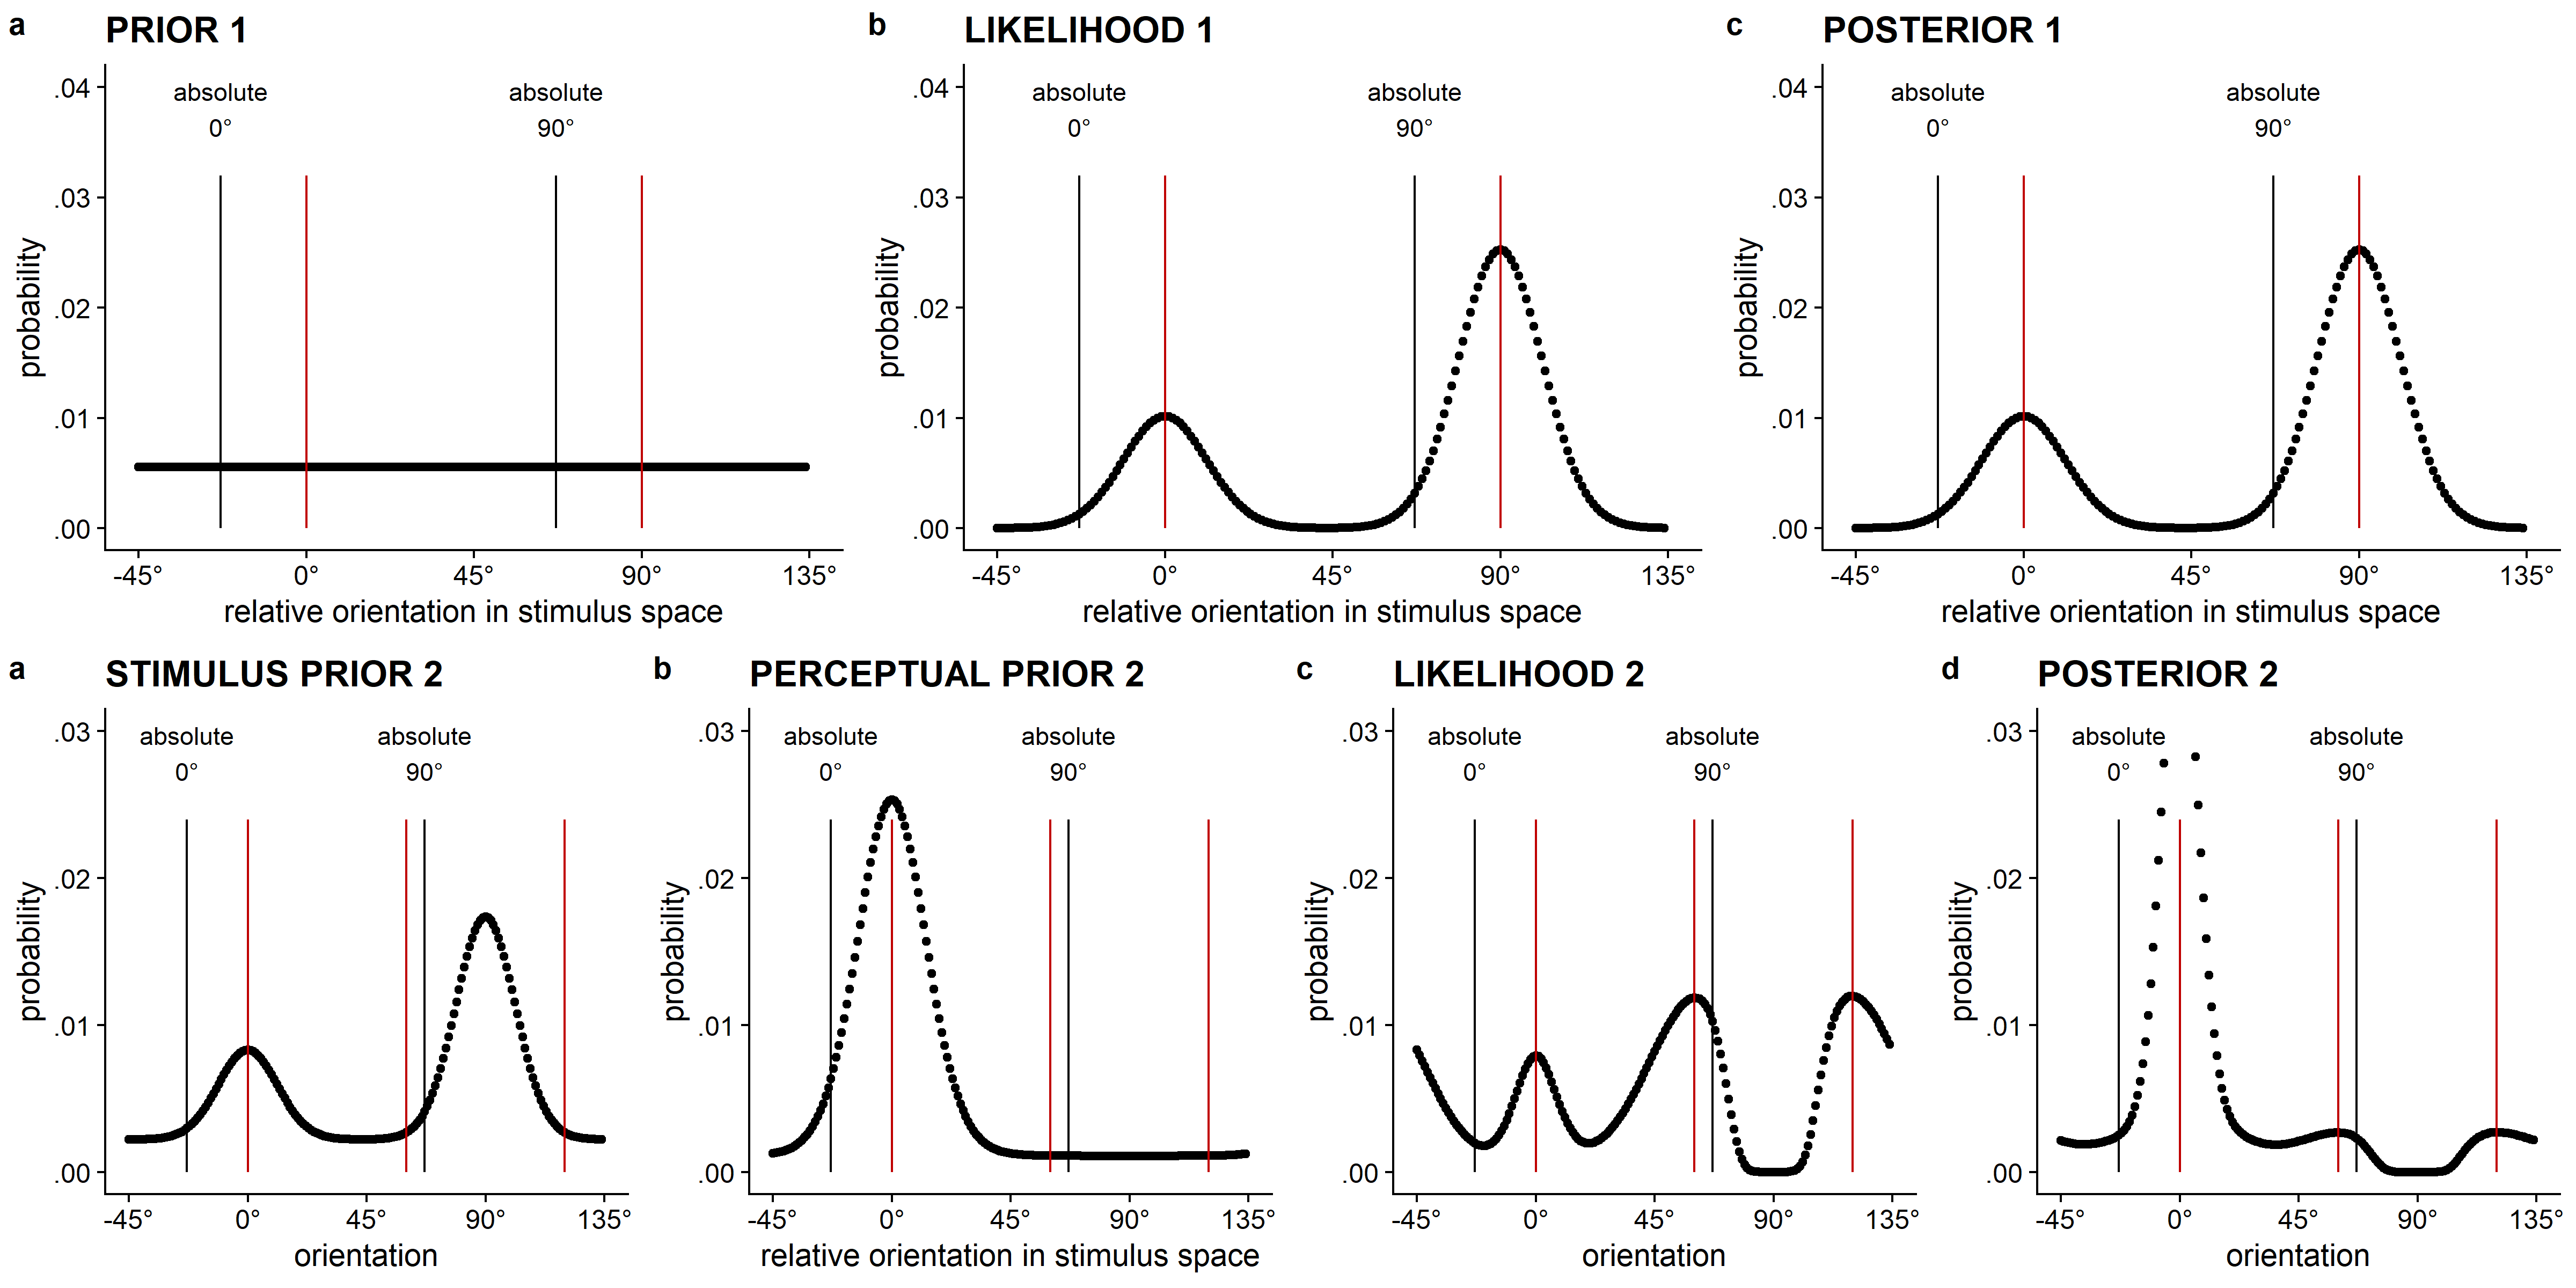 a PRIOR 1
.04
.03
.02
.01
.00
probability
absolute
0°
absolute
90°
-45° 0° 45° 90° 135°
relative orientation in stimulus space
b LIKELIHOOD 1
.04
.03
.02
.01
.00
probability
absolute
0°
absolute
90°
-45° 0° 45° 90° 135°
relative orientation in stimulus space
c POSTERIOR 1
.04
.03
.02
.01
.00
probability
absolute
0°
absolute
90°
-45° 0° 45° 90° 135°
relative orientation in stimulus space
a STIMULUS PRIOR 2
.03
.02
.01
.00
probability
absolute
0°
absolute
90°
-45° 0° 45° 90° 135°
orientation
b PERCEPTUAL PRIOR 2
.03
.02
.01
.00
probability
absolute
0°
absolute
90°
-45° 0° 45° 90° 135°
relative orientation in stimulus space
c LIKELIHOOD 2
.03
.02
.01
.00
probability
absolute
0°
absolute
90°
-45° 0° 45° 90° 135°
orientation
d POSTERIOR 2
.03
.02
.01
.00
probability
absolute
0°
absolute
90°
-45° 0° 45° 90° 135°
orientation